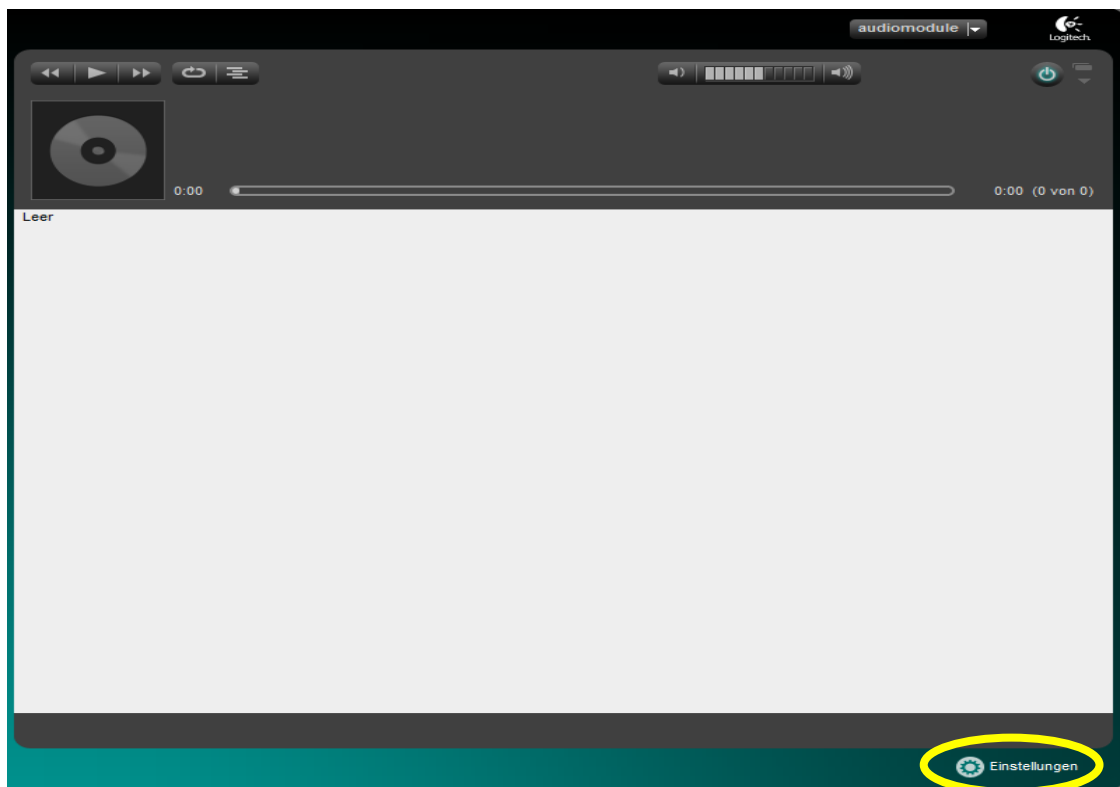 audiomodule
Logitech
0:00
0:00 (0 von 0)
Leer
Einstellungen